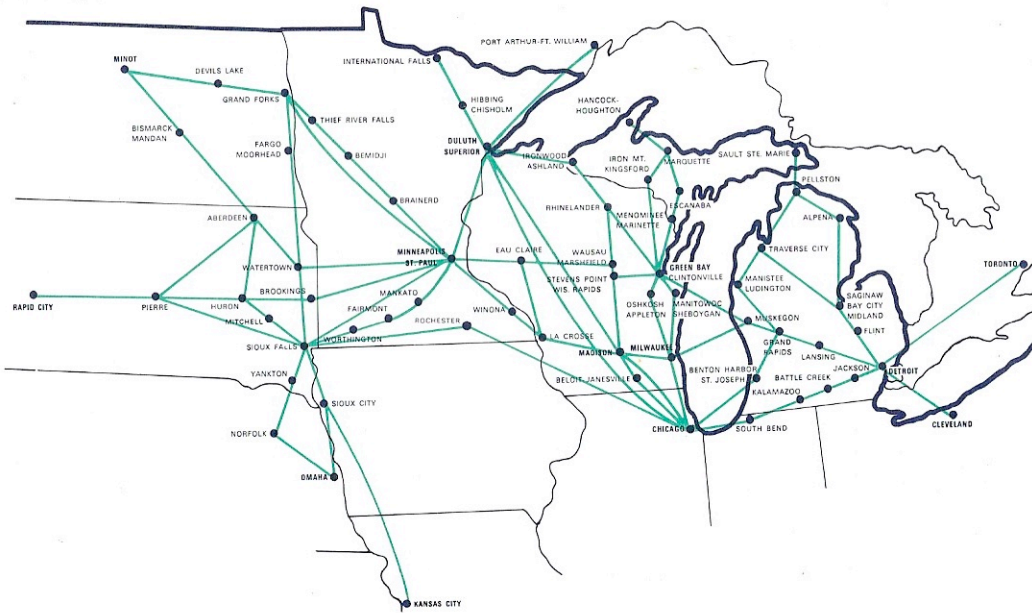 PORT ARTHUR-FT. WILLIAM
INTERNATIONAL FALLS
MINOT
DEVILS LAKE
GRAND FORKS
HIBBING
CHISHOLM
HANCOCK-
HOUGHTON
THIEF RIVER FALLS
BISMARCK
MANDAN
FARGO
MOORHEAD
DULUTH
SUPERIOR
IRONWOOD
ASHLAND
IRON MT.
KINGSFORD
MARQUETTE
SAULT STE. MARIE
BEMIDJI
PELLSTON
BRAINERD
ESCANABA
RHINELANDER
MENOMINEE
MARINETTE
ALPENA
ABERDEEN
MINNEAPOLIS
ST. PAUL
EAU CLAIRE
WAUSAU
MARSHFIELD
TRAVERSE CITY
WATERTOWN
STEVENS POINT
WIS. RAPIDS
GREEN BAY
CLINTONVILLE
TORONTO
MANISTEE
LUDINGTON
RAPID CITY
PIERRE
HURON
BROOKINGS
MANKATO
FAIRMONT
WINONA
OSHKOSH
APPLETON
MANITOWOC
SHEBOYGAN
SAGINAW
BAY CITY
MIDLAND
MITCHELL
ROCHESTER
MUSKEGON
FLINT
SIOUX FALLS
WORTHINGTON
LA CROSSE
MADISON
MILWAUKEE
GRAND
RAPIDS
LANSING
YANKTON
BELOIT-JANESVILLE
BENTON HARBOR
ST. JOSEPH
BATTLE CREEK
JACKSON
DETROIT
KALAMAZOO
SIOUX CITY
NORFOLK
CHICAGO
SOUTH BEND
CLEVELAND
OMAHA
KANSAS CITY